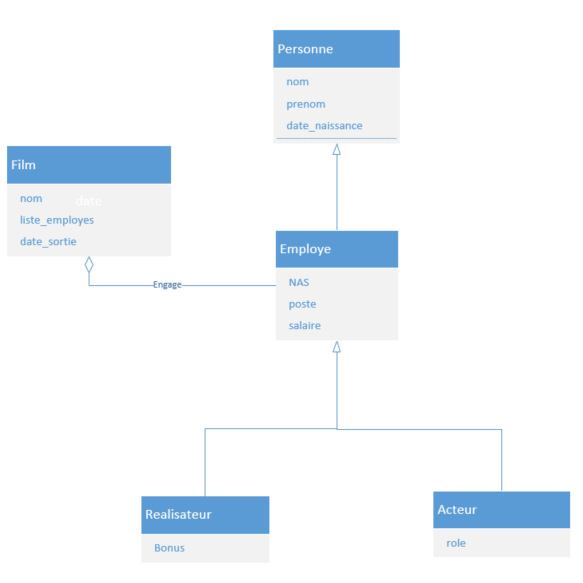 Personne
nom
prenom
date_naissance
Film
nom
date
liste_employes
date_sortie
Employe
NAS
poste
salaire
Engage
Realisateur
Bonus
Acteur
role